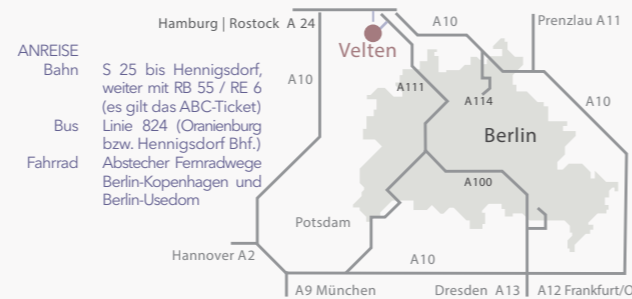 ANREISE
Bahn S 25 bis Hennigsdorf,
weiter mit RB 55 / RE 6
(es gilt das ABC-Ticket)
Bus Linie 824 (Oranienburg
bzw. Hennigsdorf Bhf.)
Fahrrad Abstecher Fernradwege
Berlin-Kopenhagen und
Berlin-Usedom
Hamburg | Rostock A 24
A10
Prenzlau A11
Velten
A10
A111
A114
A10
Berlin
A100
Potsdam
Hannover A2
A10
A9 München
Dresden A13
A12 Frankfurt/O